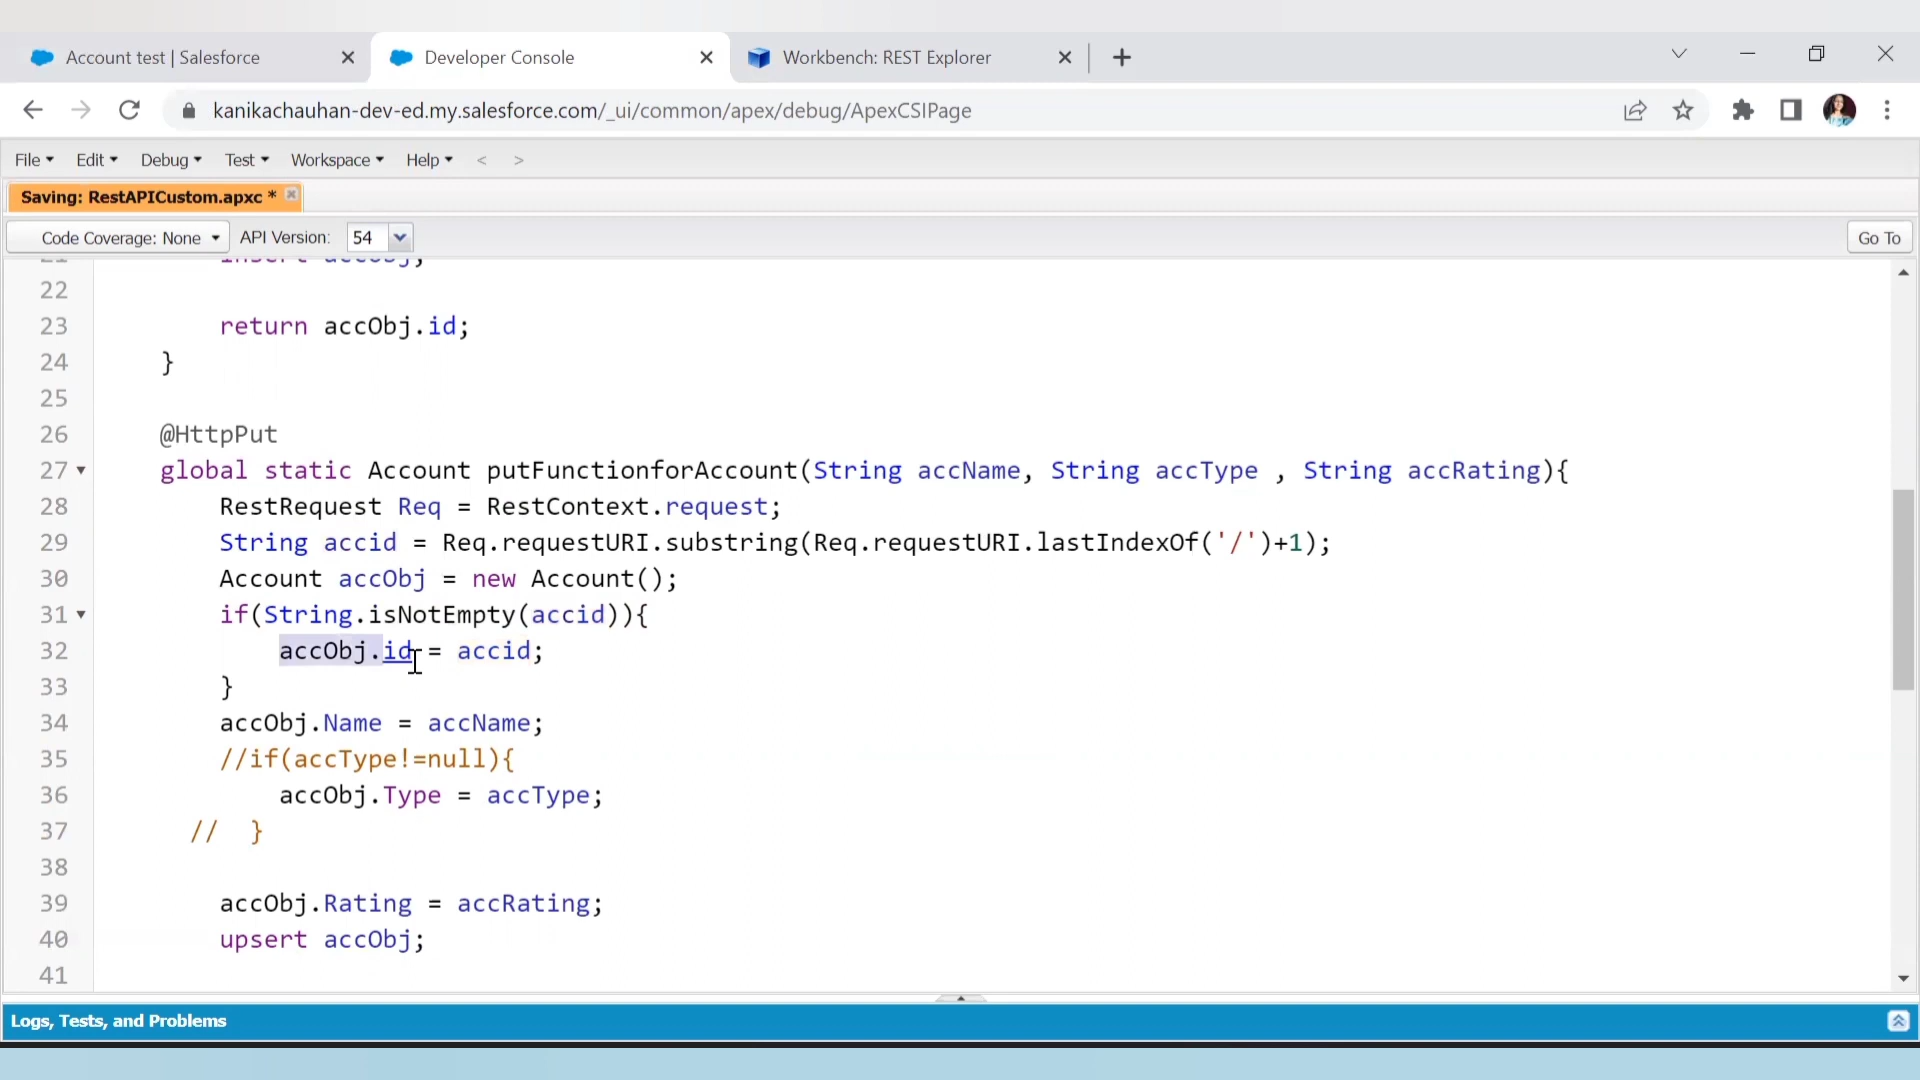 Account test | Salesforce
Developer Console
Workbench: REST Explorer
kanikachauhan-dev-ed.my.salesforce.com/_ui/common/apex/debug/ApexCSIPage
File Edit Debug Test Workspace Help < >
Saving: RestAPICustom.apxc *
Code Coverage: None API Version: 54 Go To
21 insert accObj;
22
23 return accObj.id;
24 }
25
26 @HttpPut
27 global static Account putFunctionforAccount(String accName, String accType , String accRating){
28 RestRequest Req = RestContext.request;
29 String accid = Req.requestURI.substring(Req.requestURI.lastIndexOf('/')+1);
30 Account accObj = new Account();
31 if(String.isNotEmpty(accid)){
32 accObj.id = accid;
33 }
34 accObj.Name = accName;
35 //if(accType!=null){
36 accObj.Type = accType;
37 // }
38
39 accObj.Rating = accRating;
40 upsert accObj;
41
Logs, Tests, and Problems